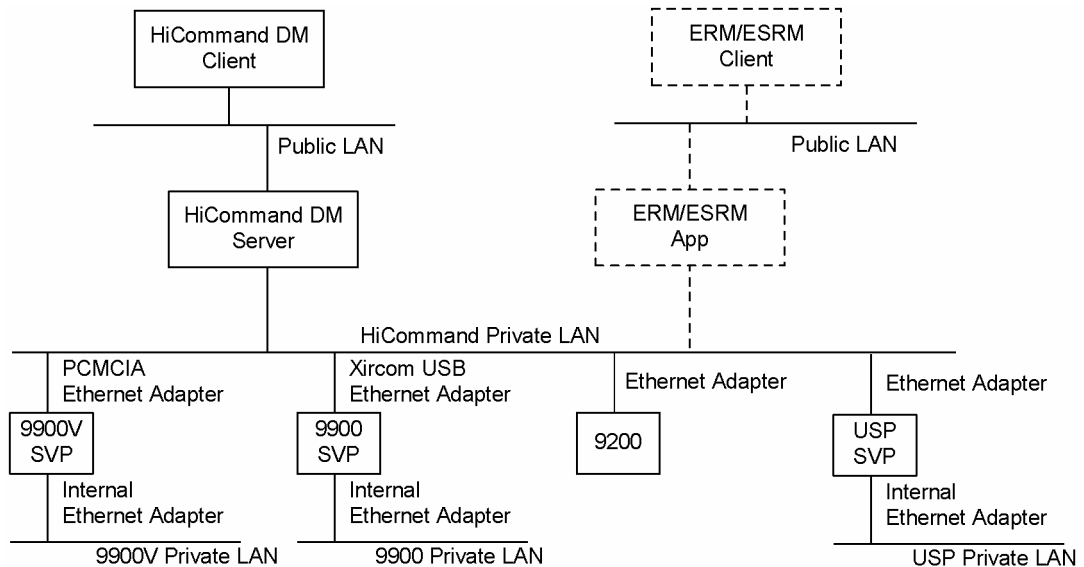 HiCommand DM
Client
ERM/ESRM
Client
Public LAN
Public LAN
HiCommand DM
Server
ERM/ESRM
App
HiCommand Private LAN
PCMCIA
Ethernet Adapter
Xircom USB
Ethernet Adapter
Ethernet Adapter
Ethernet Adapter
9900V
SVP
9900
SVP
9200
USP
SVP
Internal
Ethernet Adapter
Internal
Ethernet Adapter
Internal
Ethernet Adapter
9900V Private LAN
9900 Private LAN
USP Private LAN